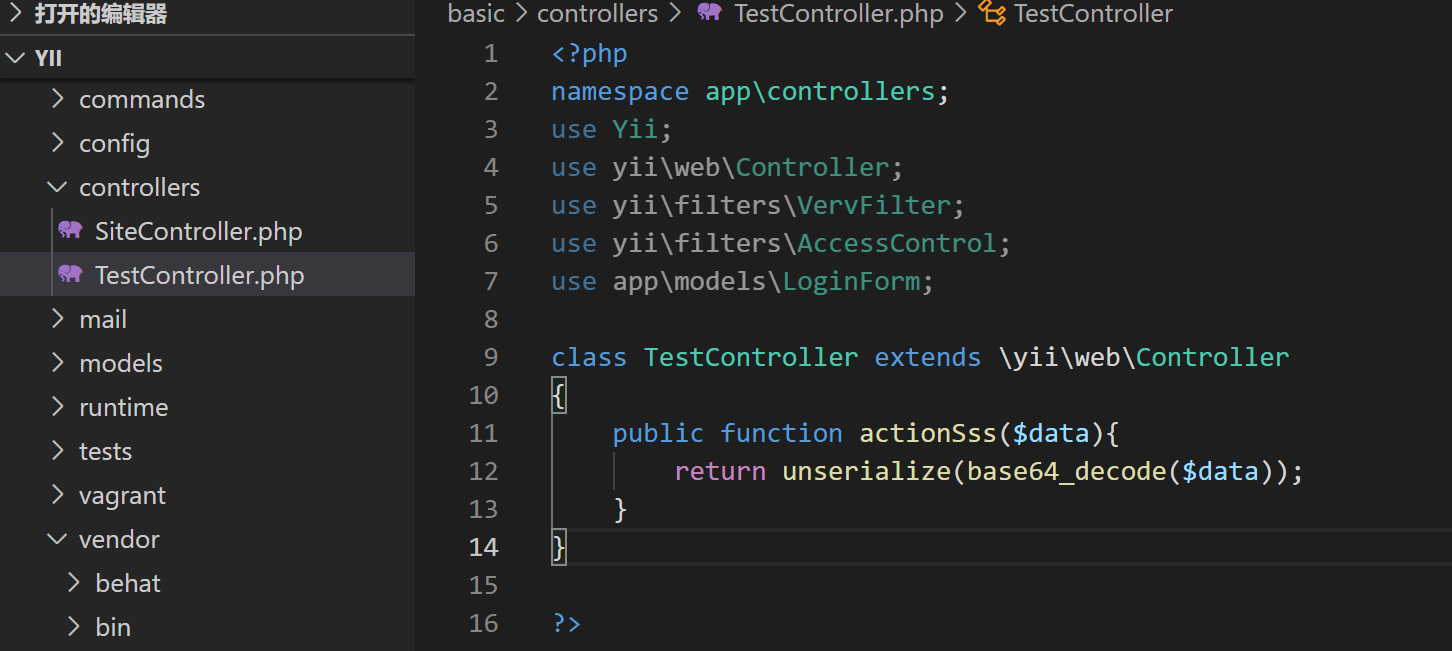 打开的编辑器
YII
commands
config
controllers
SiteController.php
TestController.php
mail
models
runtime
tests
vagrant
vendor
behat
bin
basic > controllers > TestController.php > TestController
1 <?php
2 namespace app\controllers;
3 use Yii;
4 use yii\web\Controller;
5 use yii\filters\VervFilter;
6 use yii\filters\AccessControl;
7 use app\models\LoginForm;
8
9 class TestController extends \yii\web\Controller
10 {
11     public function actionSss($data){
12         return unserialize(base64_decode($data));
13     }
14 }
15
16 ?>